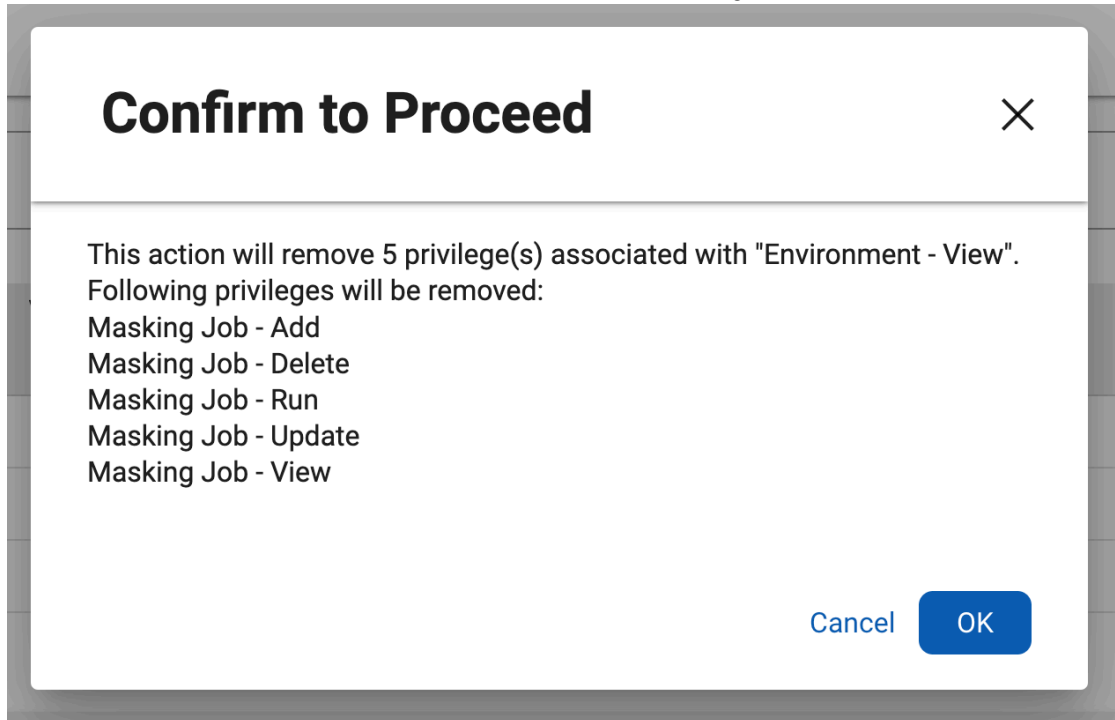 Confirm to Proceed
This action will remove 5 privilege(s) associated with "Environment - View".
Following privileges will be removed:
Masking Job - Add
Masking Job - Delete
Masking Job - Run
Masking Job - Update
Masking Job - View
Cancel OK